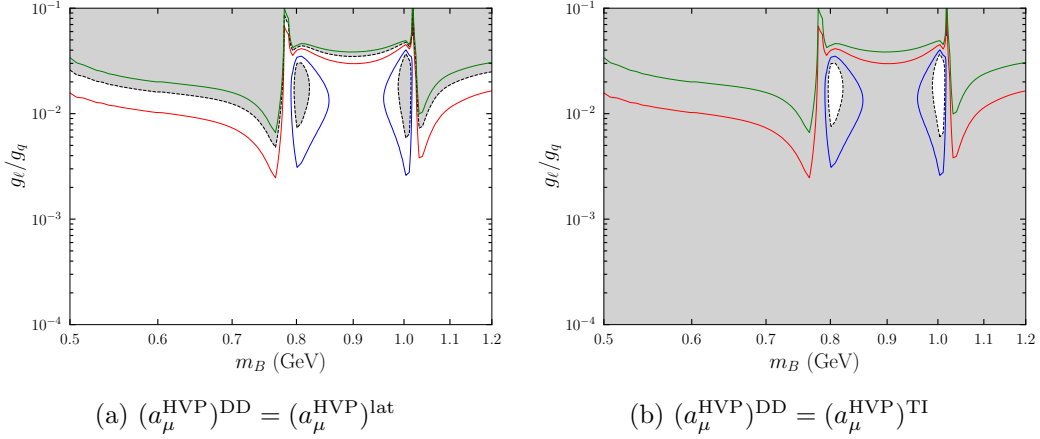 10⁻¹
10⁻²
10⁻³
10⁻⁴
g_ℓ/g_q
0.5 0.6 0.7 0.8 0.9 1.0 1.1 1.2
m_B (GeV)
(a) (a_μ^HVP)^DD = (a_μ^HVP)^lat
10⁻¹
10⁻²
10⁻³
10⁻⁴
g_ℓ/g_q
0.5 0.6 0.7 0.8 0.9 1.0 1.1 1.2
m_B (GeV)
(b) (a_μ^HVP)^DD = (a_μ^HVP)^TI